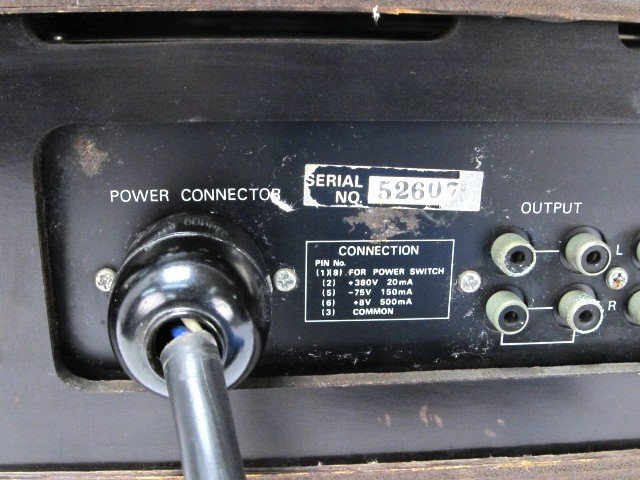 POWER CONNECTOR
SERIAL
NO. 52607
CONNECTION
PIN No.
(1)(8) FOR POWER SWITCH
(2) +380V 20mA
(5) -75V 150mA
(6) +8V 500mA
(3) COMMON
OUTPUT
L
R